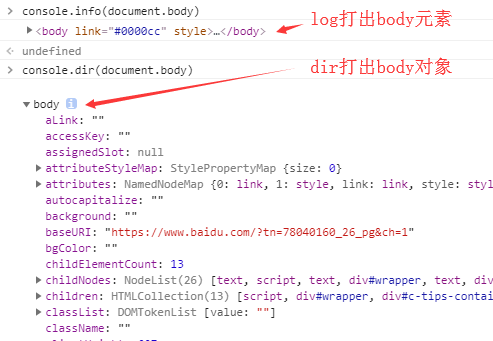 > console.info(document.body)
<body link="#0000cc" style>…</body>
log打出body元素
undefined
> console.dir(document.body)
dir打出body对象
body i
aLink: ""
accessKey: ""
assignedSlot: null
attributeStyleMap: StylePropertyMap {size: 0}
attributes: NamedNodeMap {0: link, 1: style, link: link, style: sty
autocapitalize: ""
background: ""
baseURI: "https://www.baidu.com/?tn=78040160_26_pg&ch=1"
bgColor: ""
childElementCount: 13
childNodes: NodeList(26) [text, script, text, div#wrapper, text, di
children: HTMLCollection(13) [script, div#wrapper, div#c-tips-contai
classList: DOMTokenList [value: ""]
className: ""